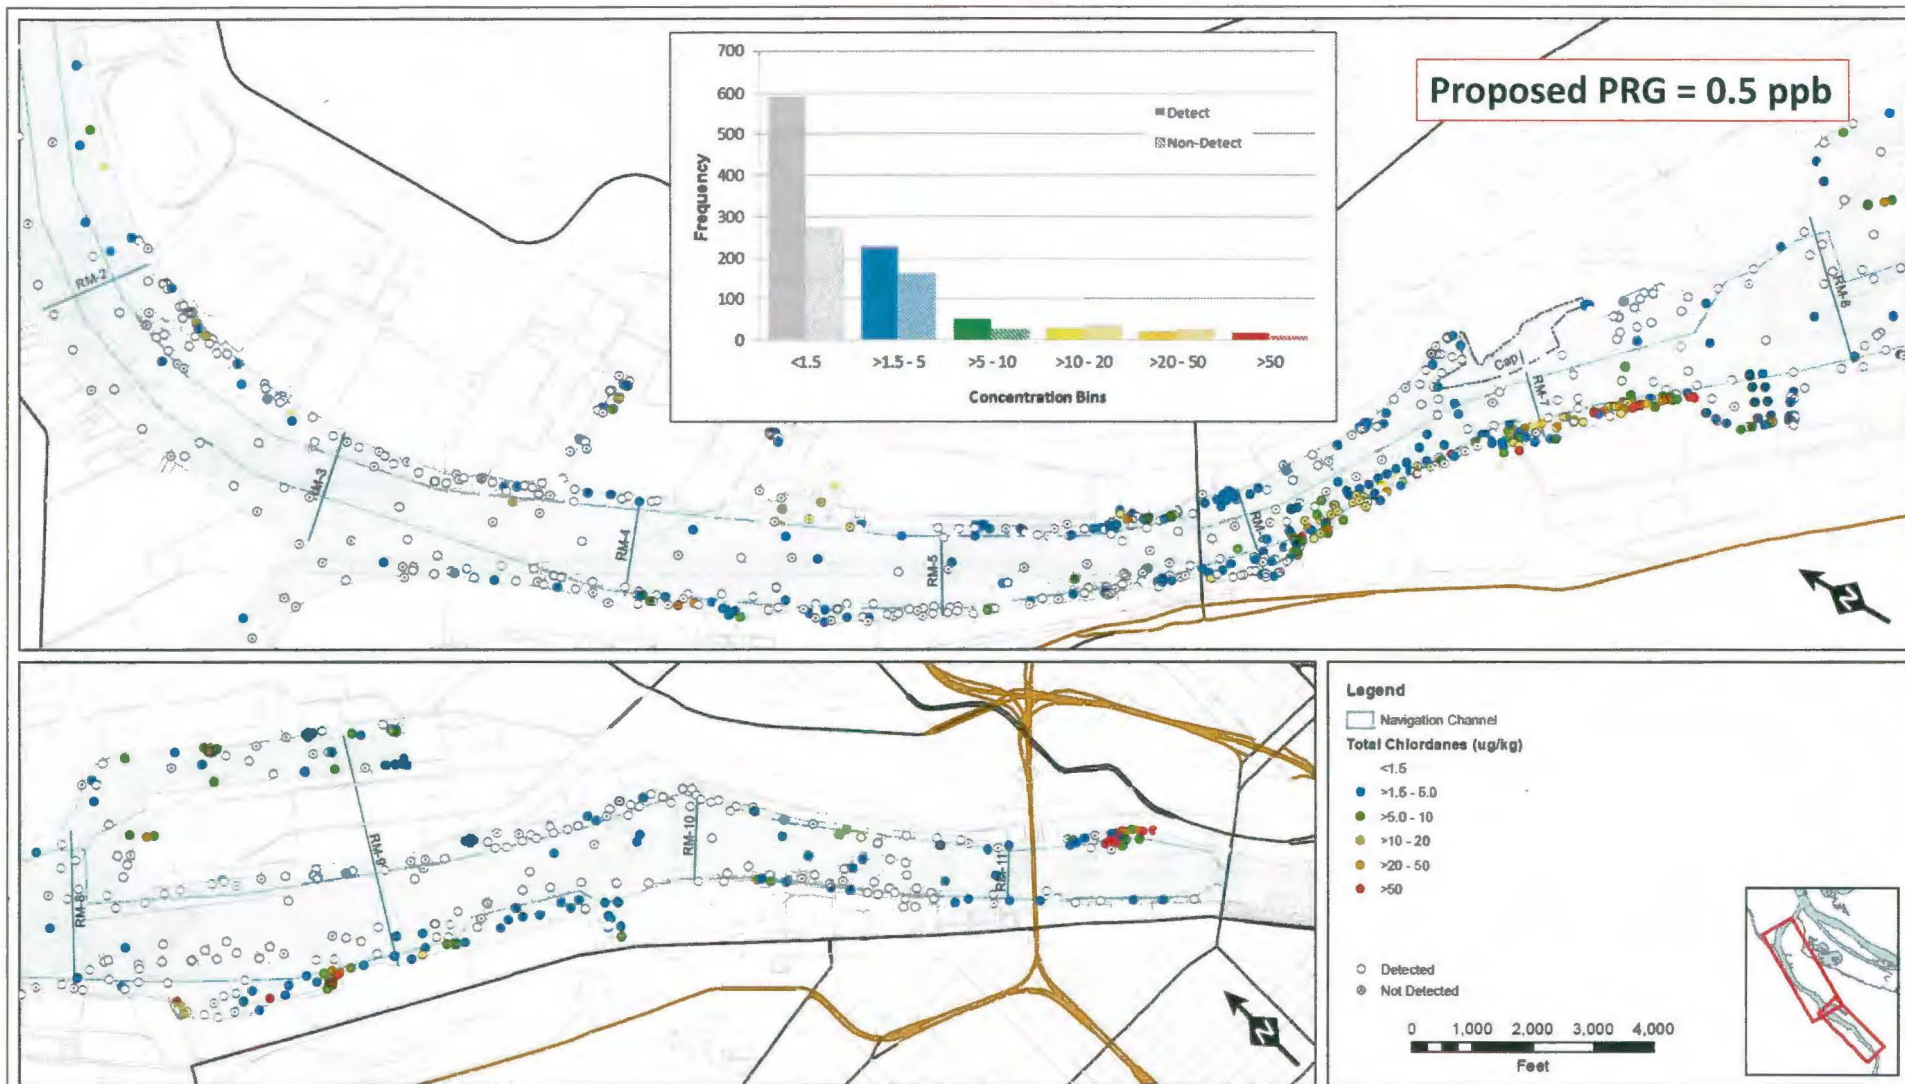 700
600
500
400
300
200
100
0
Frequency
Detect
Non-Detect
<1.5
>1.5 - 5
>5 - 10
>10 - 20
>20 - 50
>50
Concentration Bins
Proposed PRG = 0.5 ppb
RM-2
RM-3
RM-4
RM-5
RM-
Cap
RM-7
RM-8
N
RM-8
RM-9
RM-10
RM-11
N
Legend
Navigation Channel
Total Chlordanes (ug/kg)
<1.5
>1.5 - 5.0
>5.0 - 10
>10 - 20
>20 - 50
>50
Detected
Not Detected
0 1,000 2,000 3,000 4,000
Feet